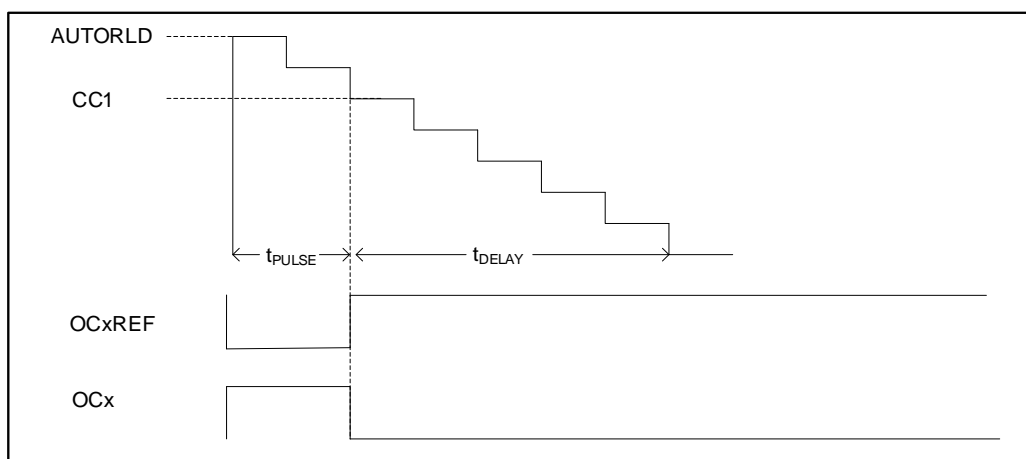 AUTORLD
CC1
tPULSE
tDELAY
OCxREF
OCx